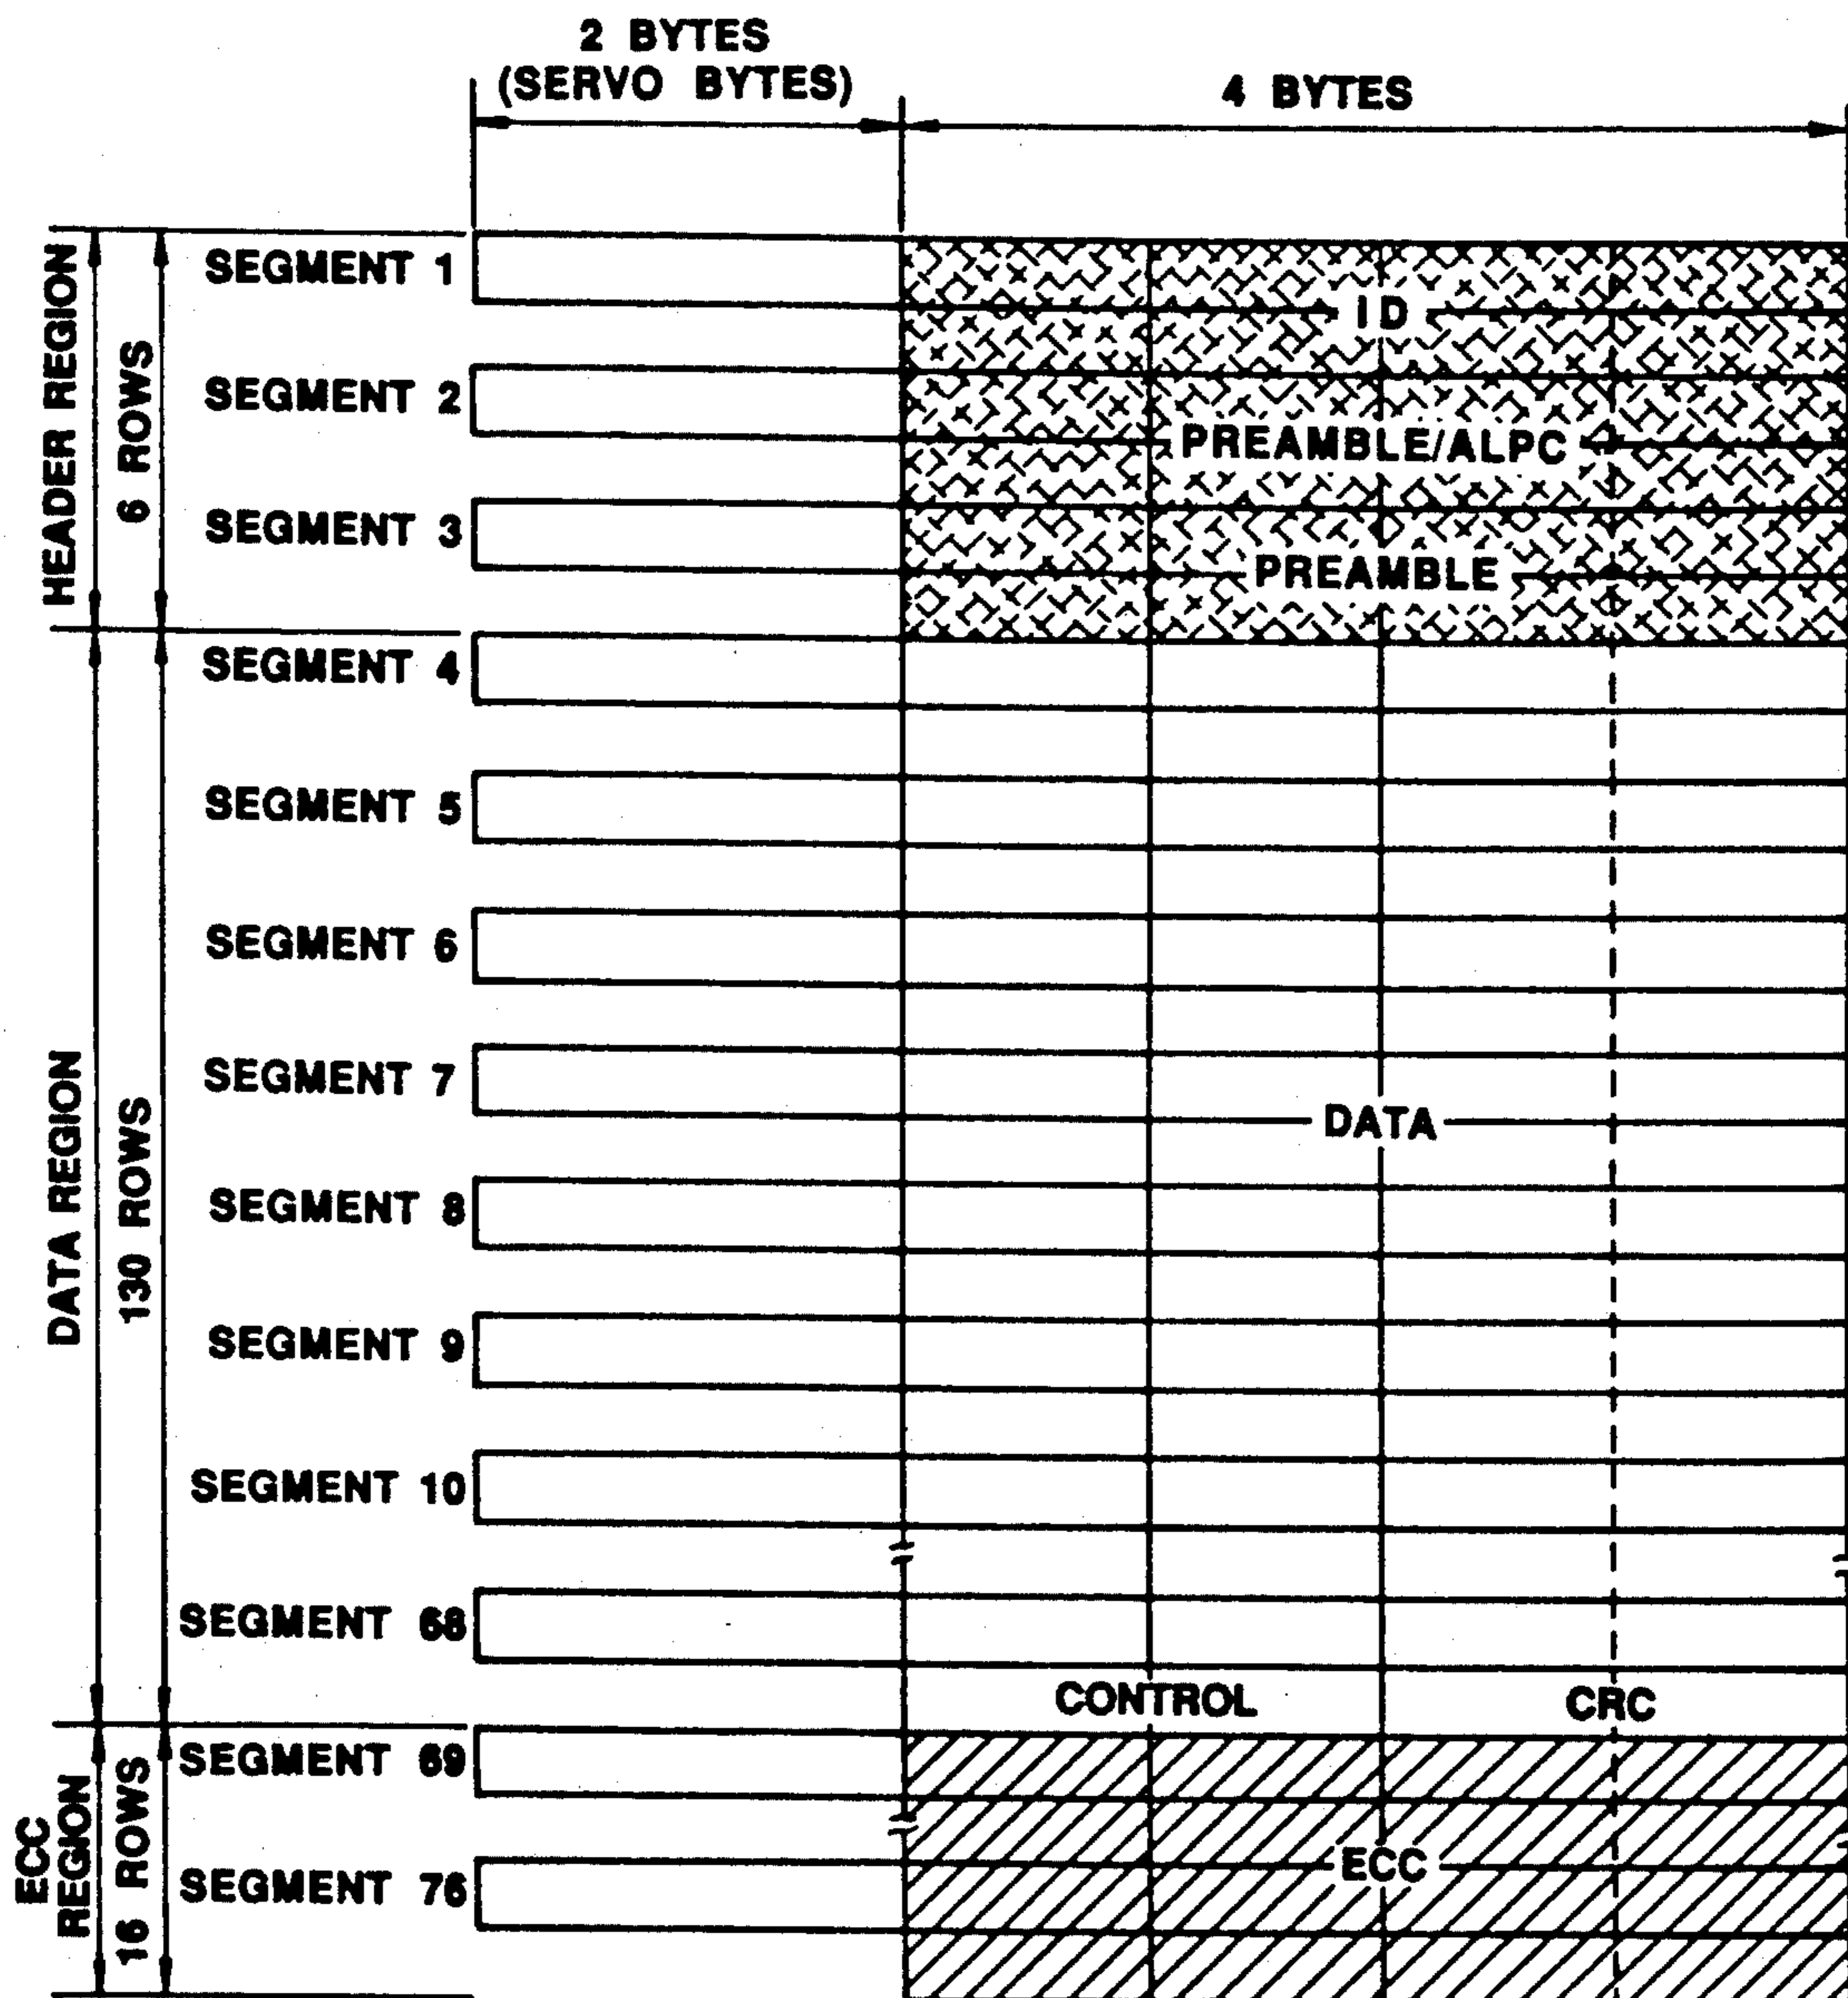 2 BYTES
(SERVO BYTES)
4 BYTES
HEADER REGION
6 ROWS
SEGMENT 1
ID
SEGMENT 2
PREAMBLE/ALPC
SEGMENT 3
PREAMBLE
DATA REGION
130 ROWS
SEGMENT 4
SEGMENT 5
SEGMENT 6
SEGMENT 7
DATA
SEGMENT 8
SEGMENT 9
SEGMENT 10
SEGMENT 68
CONTROL
CRC
ECC
REGION
16 ROWS
SEGMENT 69
SEGMENT 76
ECC